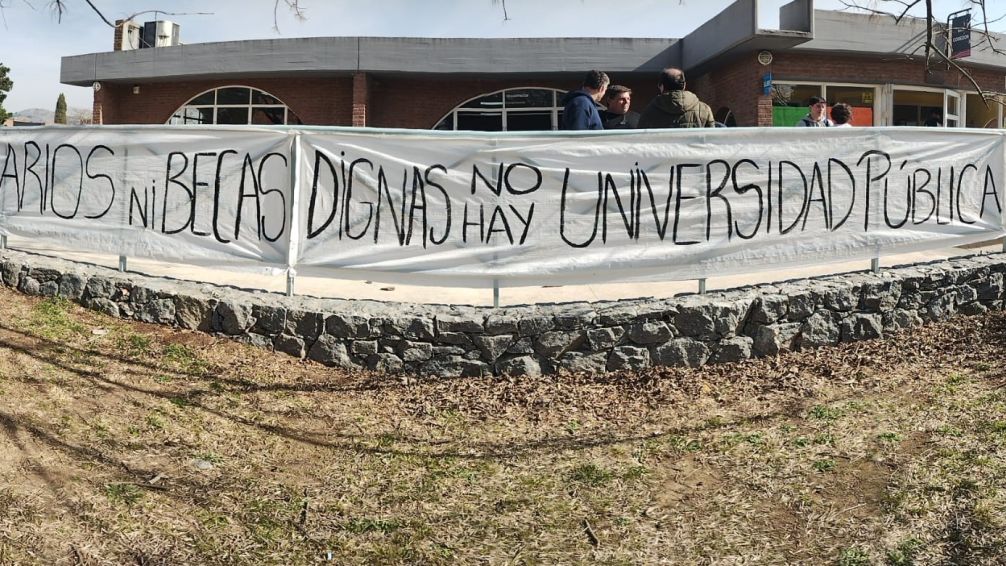 ARIOS NI BECAS DIGNAS NO HAY UNIVERSIDAD PÚBLICA